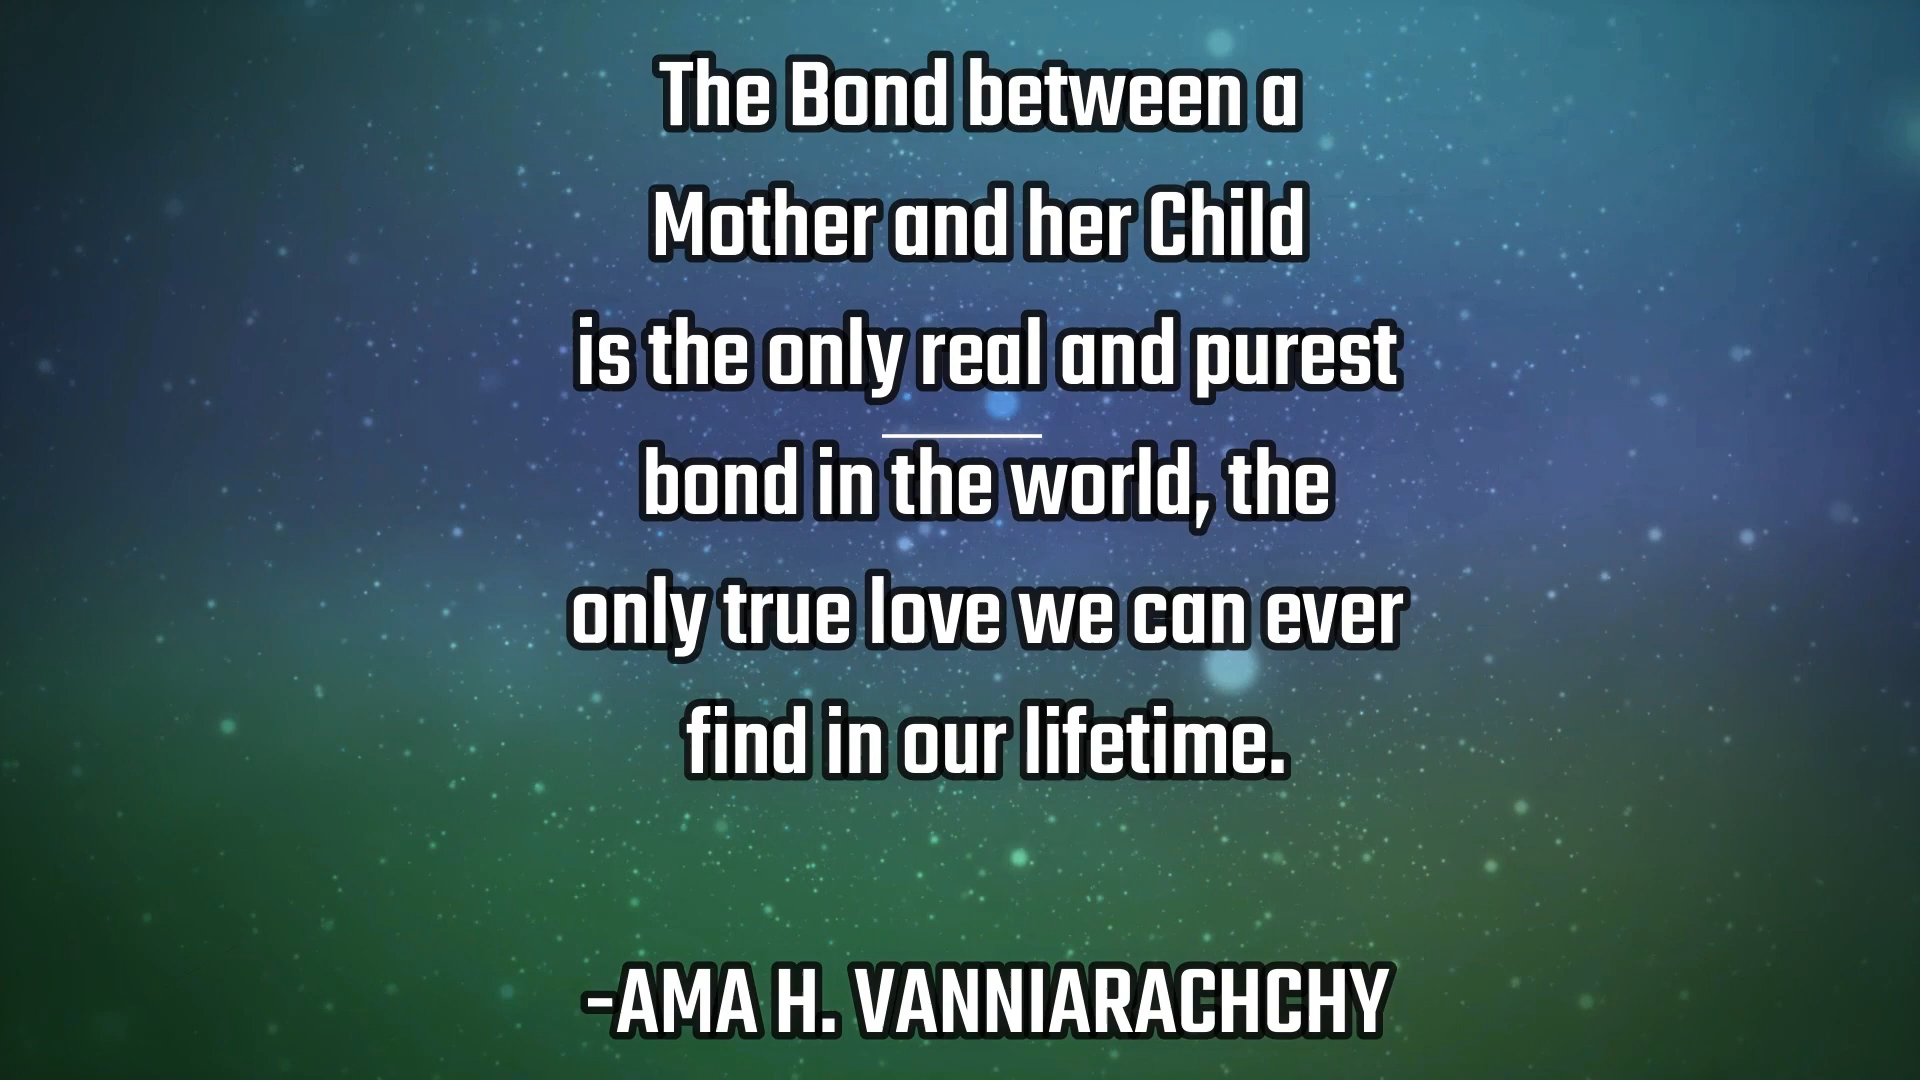 The Bond between a
Mother and her Child
is the only real and purest
bond in the world, the
only true love we can ever
find in our lifetime.
-AMA H. VANNIARACHCHY